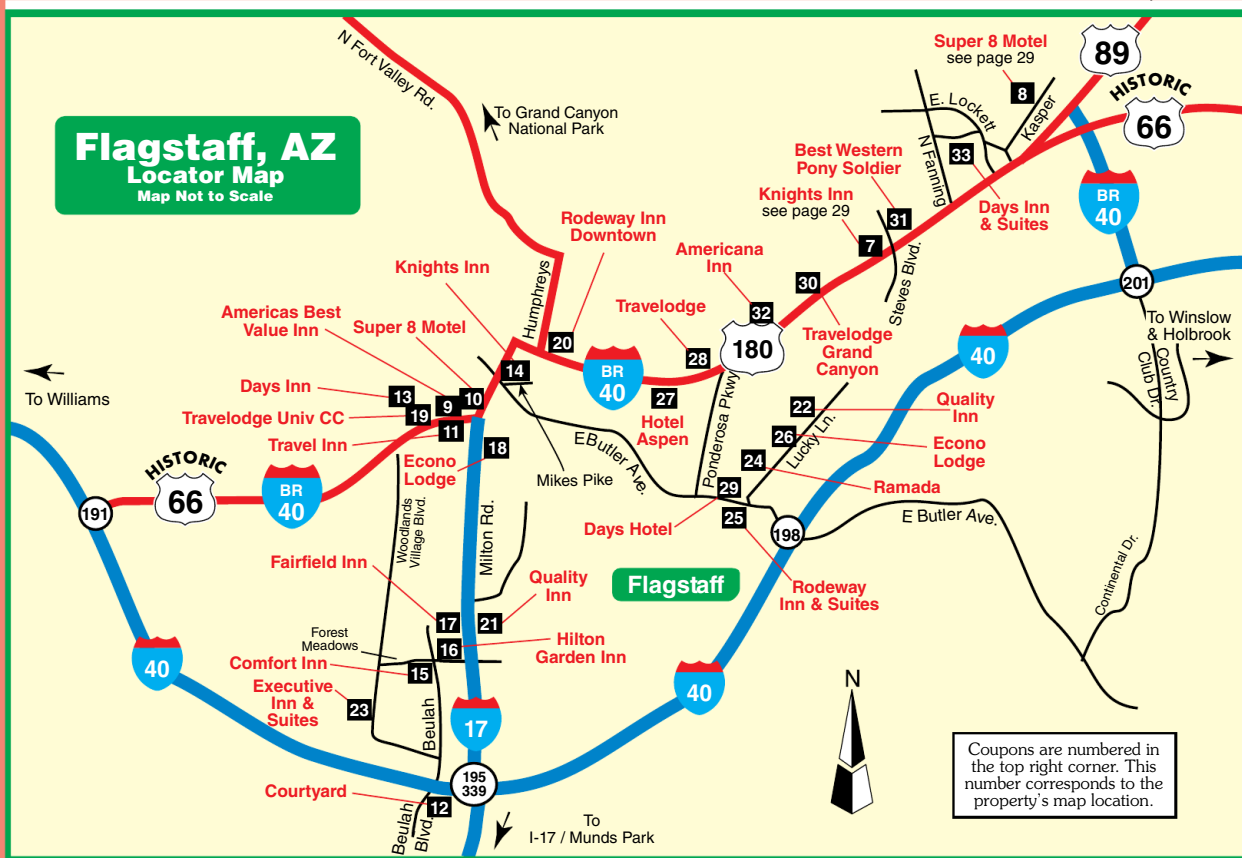 Flagstaff, AZ
Locator Map
Map Not to Scale
N Fort Valley Rd.
To Grand Canyon
National Park
Super 8 Motel
see page 29
8
89
HISTORIC
66
E. Lockett
Kasper
N Fanning
33
Days Inn
& Suites
BR
40
Best Western
Pony Soldier
31
Knights Inn
see page 29
7
Steves Blvd.
201
To Winslow
& Holbrook
Country
Club Dr.
Rodeway Inn
Downtown
20
Humphreys
Americana
Inn
32
30
Travelodge
Grand
Canyon
180
Travelodge
28
BR
40
27
Hotel
Aspen
Knights Inn
14
Americas Best
Value Inn
9
Super 8 Motel
10
Days Inn
13
Travelodge Univ CC
19
Travel Inn
11
To Williams
Econo
Lodge
18
Mikes Pike
E Butler Ave.
Ponderosa Pkwy
22
Quality
Inn
26
Econo
Lodge
Lucky Ln.
24
Ramada
29
Days Hotel
25
Rodeway
Inn & Suites
198
E Butler Ave.
40
Continental Dr.
191
HISTORIC
66
BR
40
Woodlands
Village Blvd.
Milton Rd.
Fairfield Inn
17
21
Quality
Inn
Flagstaff
Forest
Meadows
16
Hilton
Garden Inn
Comfort Inn
15
Executive
Inn &
Suites
23
Beulah
40
17
40
195
339
Courtyard
12
Beulah
Blvd.
To
I-17 / Munds Park
N
Coupons are numbered in
the top right corner. This
number corresponds to the
property's map location.